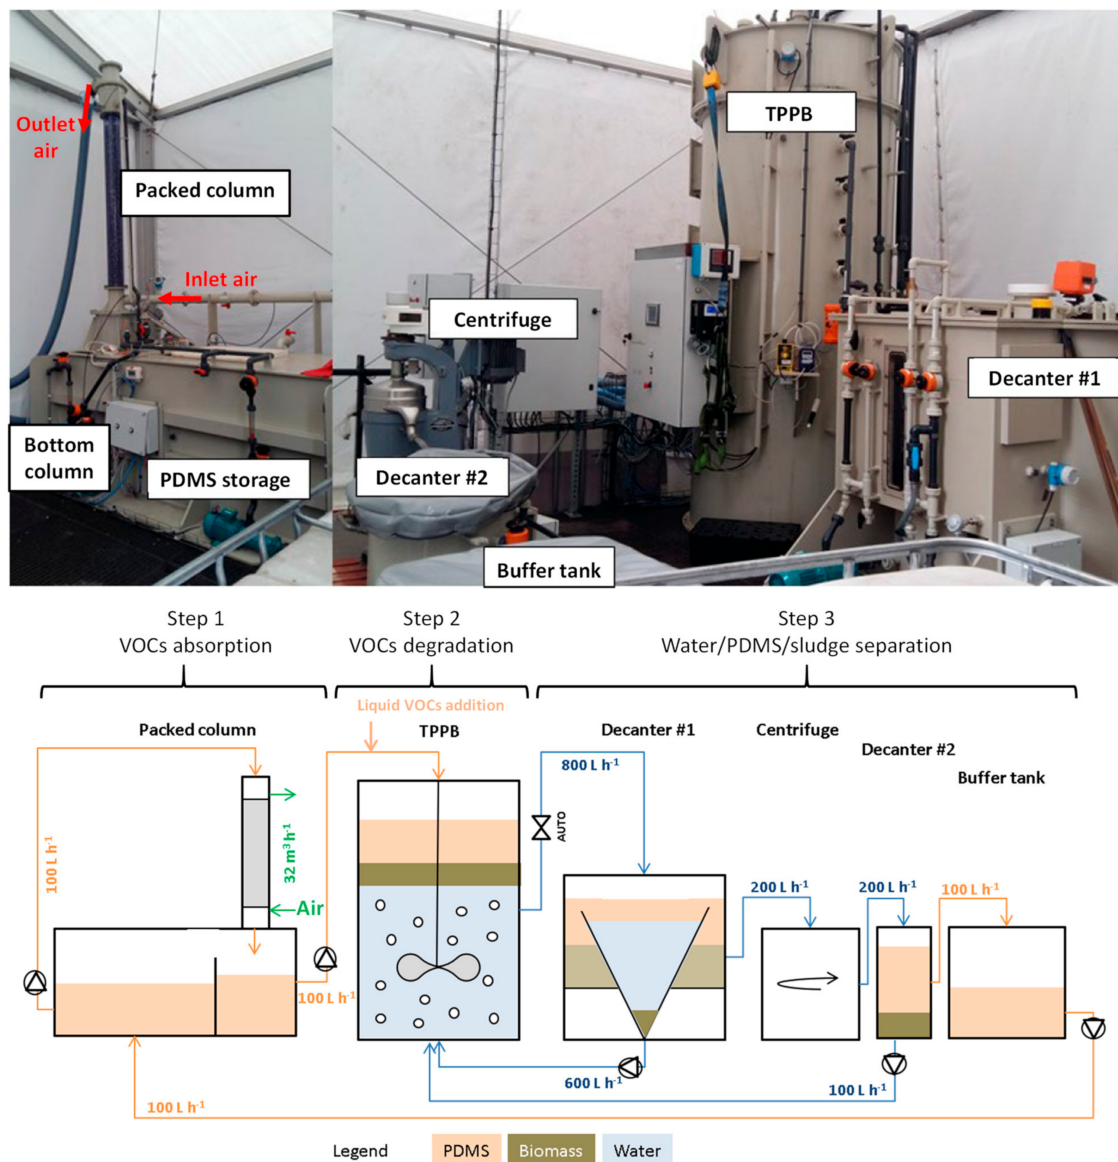 Outlet
air
TPPB
Packed column
Inlet air
Centrifuge
Decanter #1
Bottom
column
PDMS storage
Decanter #2
Buffer tank
Step 1
VOCs absorption
Step 2
VOCs degradation
Step 3
Water/PDMS/sludge separation
Liquid VOCs addition
Packed column
TPPB
Decanter #1
Centrifuge
Decanter #2
Buffer tank
800 L h⁻¹
AUTO
100 L h⁻¹
32 m³ h⁻¹
Air
100 L h⁻¹
200 L h⁻¹
200 L h⁻¹
100 L h⁻¹
600 L h⁻¹
100 L h⁻¹
100 L h⁻¹
Legend
PDMS
Biomass
Water